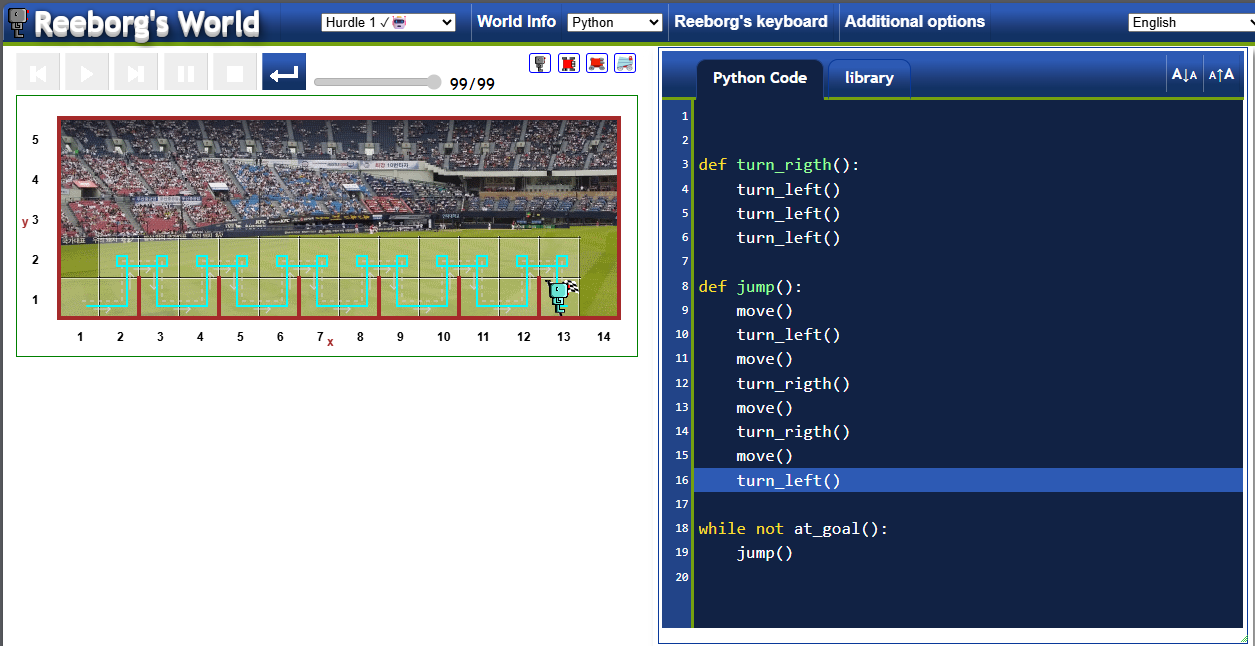 Reeborg's World
Hurdle 1 ✓ 🤖
World Info
Python
Reeborg's keyboard
Additional options
English
99/99
Python Code
library
A↓A
A↑A
5
4
y 3
2
1
1 2 3 4 5 6 7 x 8 9 10 11 12 13 14
1
2
3 def turn_rigth():
4     turn_left()
5     turn_left()
6     turn_left()
7
8 def jump():
9     move()
10     turn_left()
11     move()
12     turn_rigth()
13     move()
14     turn_rigth()
15     move()
16     turn_left()
17
18 while not at_goal():
19     jump()
20